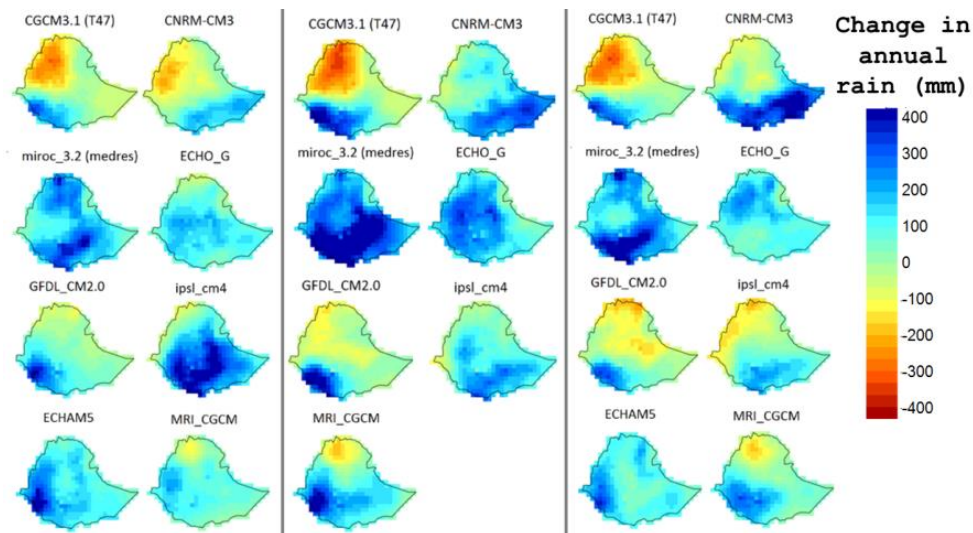 CGCM3.1 (T47)
CNRM-CM3
miroc_3.2 (medres)
ECHO_G
GFDL_CM2.0
ipsl_cm4
ECHAM5
MRI_CGCM
CGCM3.1 (T47)
CNRM-CM3
miroc_3.2 (medres)
ECHO_G
GFDL_CM2.0
ipsl_cm4
MRI_CGCM
CGCM3.1 (T47)
CNRM-CM3
miroc_3.2 (medres)
ECHO_G
GFDL_CM2.0
ipsl_cm4
ECHAM5
MRI_CGCM
Change in
annual
rain (mm)
400
300
200
100
0
-100
-200
-300
-400